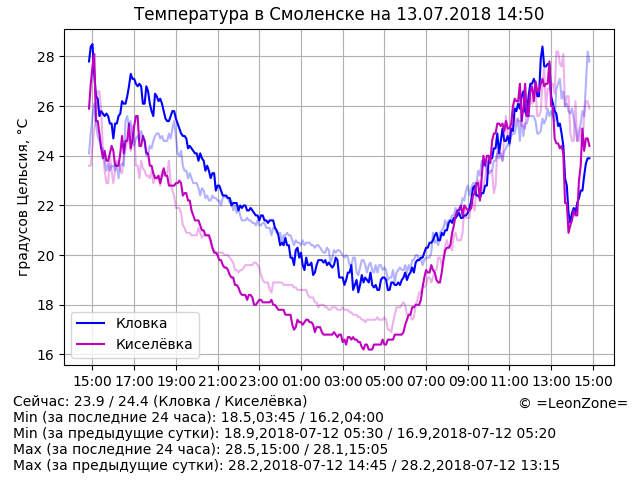 Температура в Смоленске на 13.07.2018 14:50
градусов Цельсия, °C
28
26
24
22
20
18
16
Кловка
Киселёвка
15:00 17:00 19:00 21:00 23:00 01:00 03:00 05:00 07:00 09:00 11:00 13:00 15:00
Сейчас: 23.9 / 24.4 (Кловка / Киселёвка)
© =LeonZone=
Min (за последние 24 часа): 18.5,03:45 / 16.2,04:00
Min (за предыдущие сутки): 18.9,2018-07-12 05:30 / 16.9,2018-07-12 05:20
Max (за последние 24 часа): 28.5,15:00 / 28.1,15:05
Max (за предыдущие сутки): 28.2,2018-07-12 14:45 / 28.2,2018-07-12 13:15